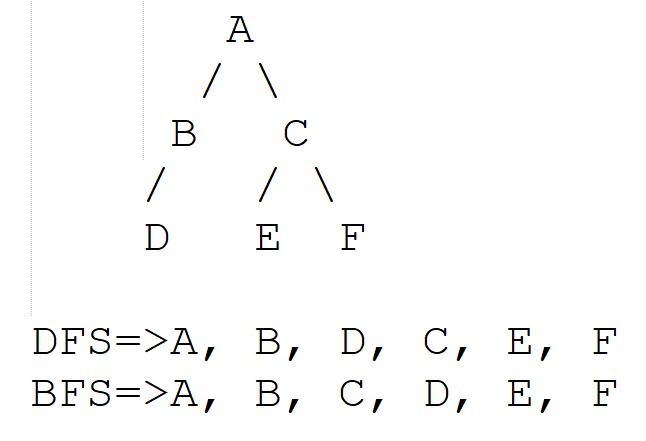 A
/ \
B C
/ / \
D E F
DFS=>A, B, D, C, E, F
BFS=>A, B, C, D, E, F